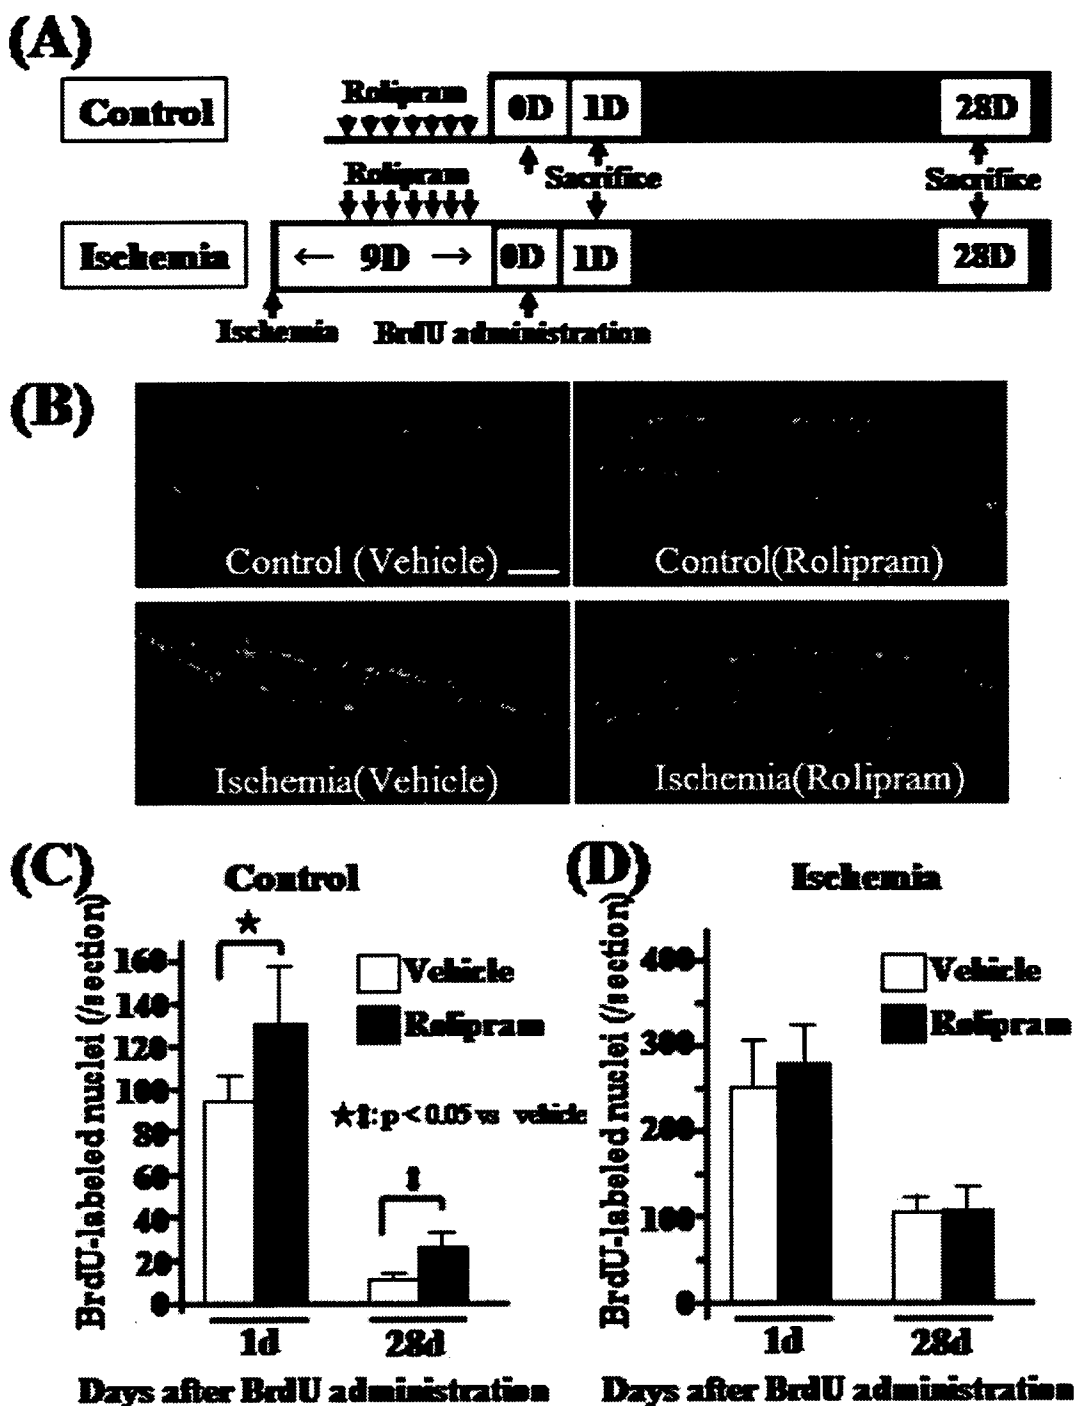 (A)
Control
Rolipram
0D
1D
28D
Rolipram
Sacrifice
Sacrifice
Ischemia
← 9D →
0D
1D
28D
Ischemia
BrdU administration
(B)
Control (Vehicle)
Control(Rolipram)
Ischemia(Vehicle)
Ischemia(Rolipram)
(C)
Control
BrdU-labeled nuclei (/section)
160
140
120
100
80
60
40
20
0
★
Vehicle
Rolipram
★‡: p < 0.05 vs vehicle
‡
1d
28d
Days after BrdU administration
(D)
Ischemia
BrdU-labeled nuclei (/section)
400
300
200
100
0
Vehicle
Rolipram
1d
28d
Days after BrdU administration